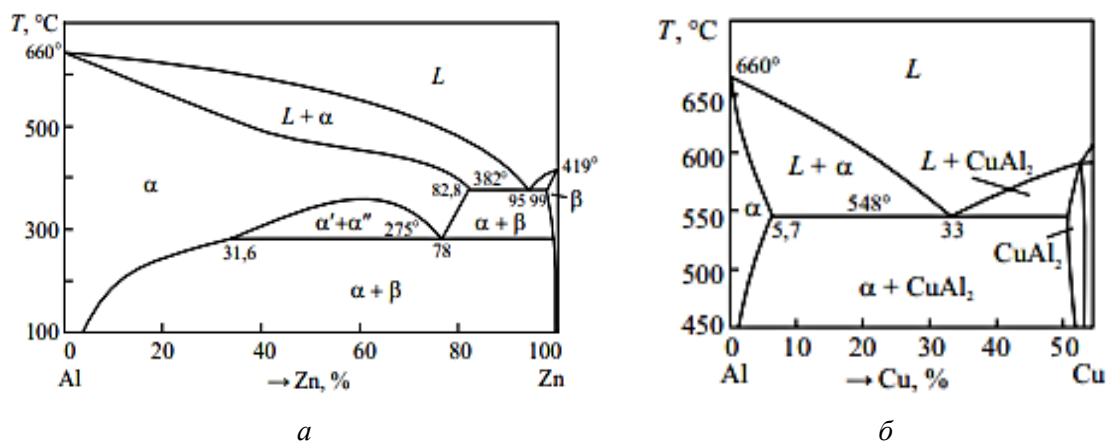 T, °C
660°
500
300
100
L
L + α
α
82,8
382°
95 99
419°
β
α′+α″
275°
α + β
31,6
78
α + β
0 20 40 60 80 100
Al → Zn, % Zn
а
T, °C
660°
650
600
550
500
450
L
L + α
L + CuAl₂
α
548°
5,7
33
CuAl₂
α + CuAl₂
0 10 20 30 40 50
Al → Cu, % Cu
б